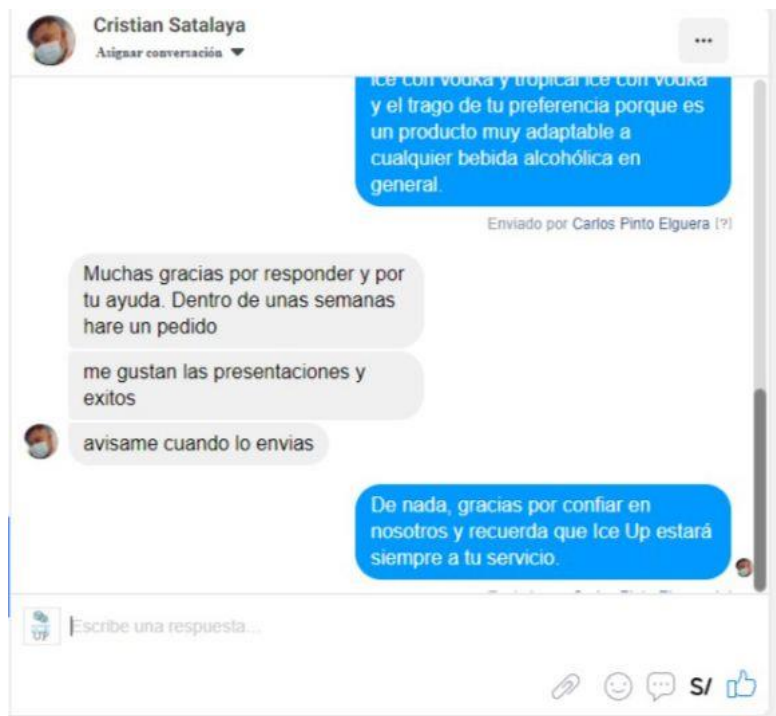 Cristian Satalaya
Asignar conversación
...
ice con vodka y tropical ice con vodka
y el trago de tu preferencia porque es
un producto muy adaptable a
cualquier bebida alcohólica en
general.
Enviado por Carlos Pinto Elguera [?]
Muchas gracias por responder y por
tu ayuda. Dentro de unas semanas
hare un pedido
me gustan las presentaciones y
exitos
avisame cuando lo envias
De nada, gracias por confiar en
nosotros y recuerda que Ice Up estará
siempre a tu servicio.
UP
Escribe una respuesta...
S/